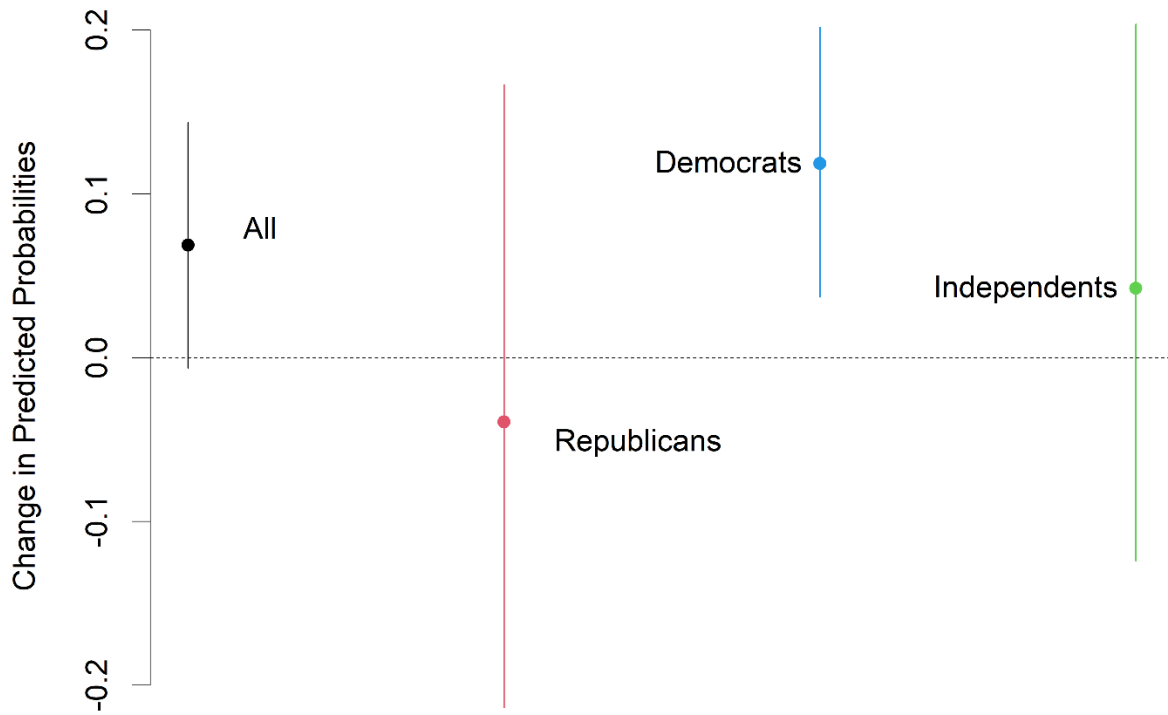 0.2
0.1
0.0
-0.1
-0.2
Change in Predicted Probabilities
All
Republicans
Democrats
Independents